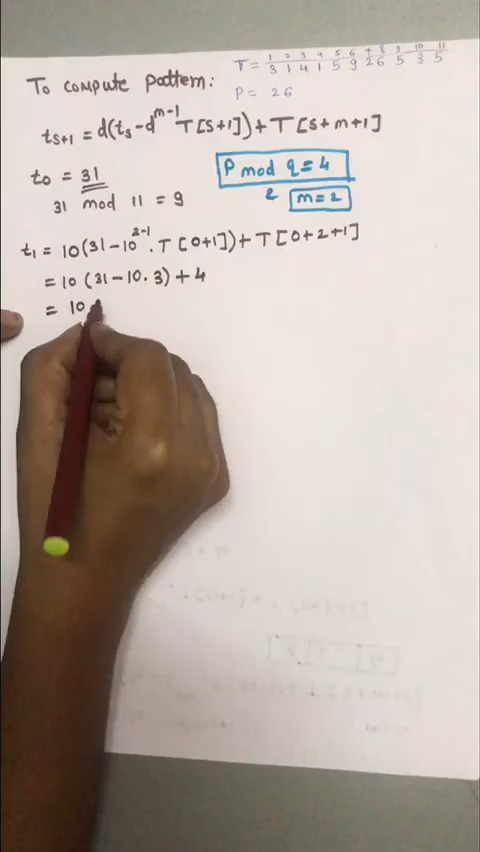 To compute pattern:
T = 1 2 3 4 5 6 7 8 9 10 11
3 1 4 1 5 9 2 6 5 3 5
P = 26
tS+1 = d(tS - d^m-1 T[S+1]) + T[S+m+1]
t0 = 31
31 mod 11 = 9
P mod q = 4
2 m=2
t1 = 10(31 - 10^2-1 . T[0+1]) + T[0+2+1]
= 10 (31 - 10. 3) + 4
= 10